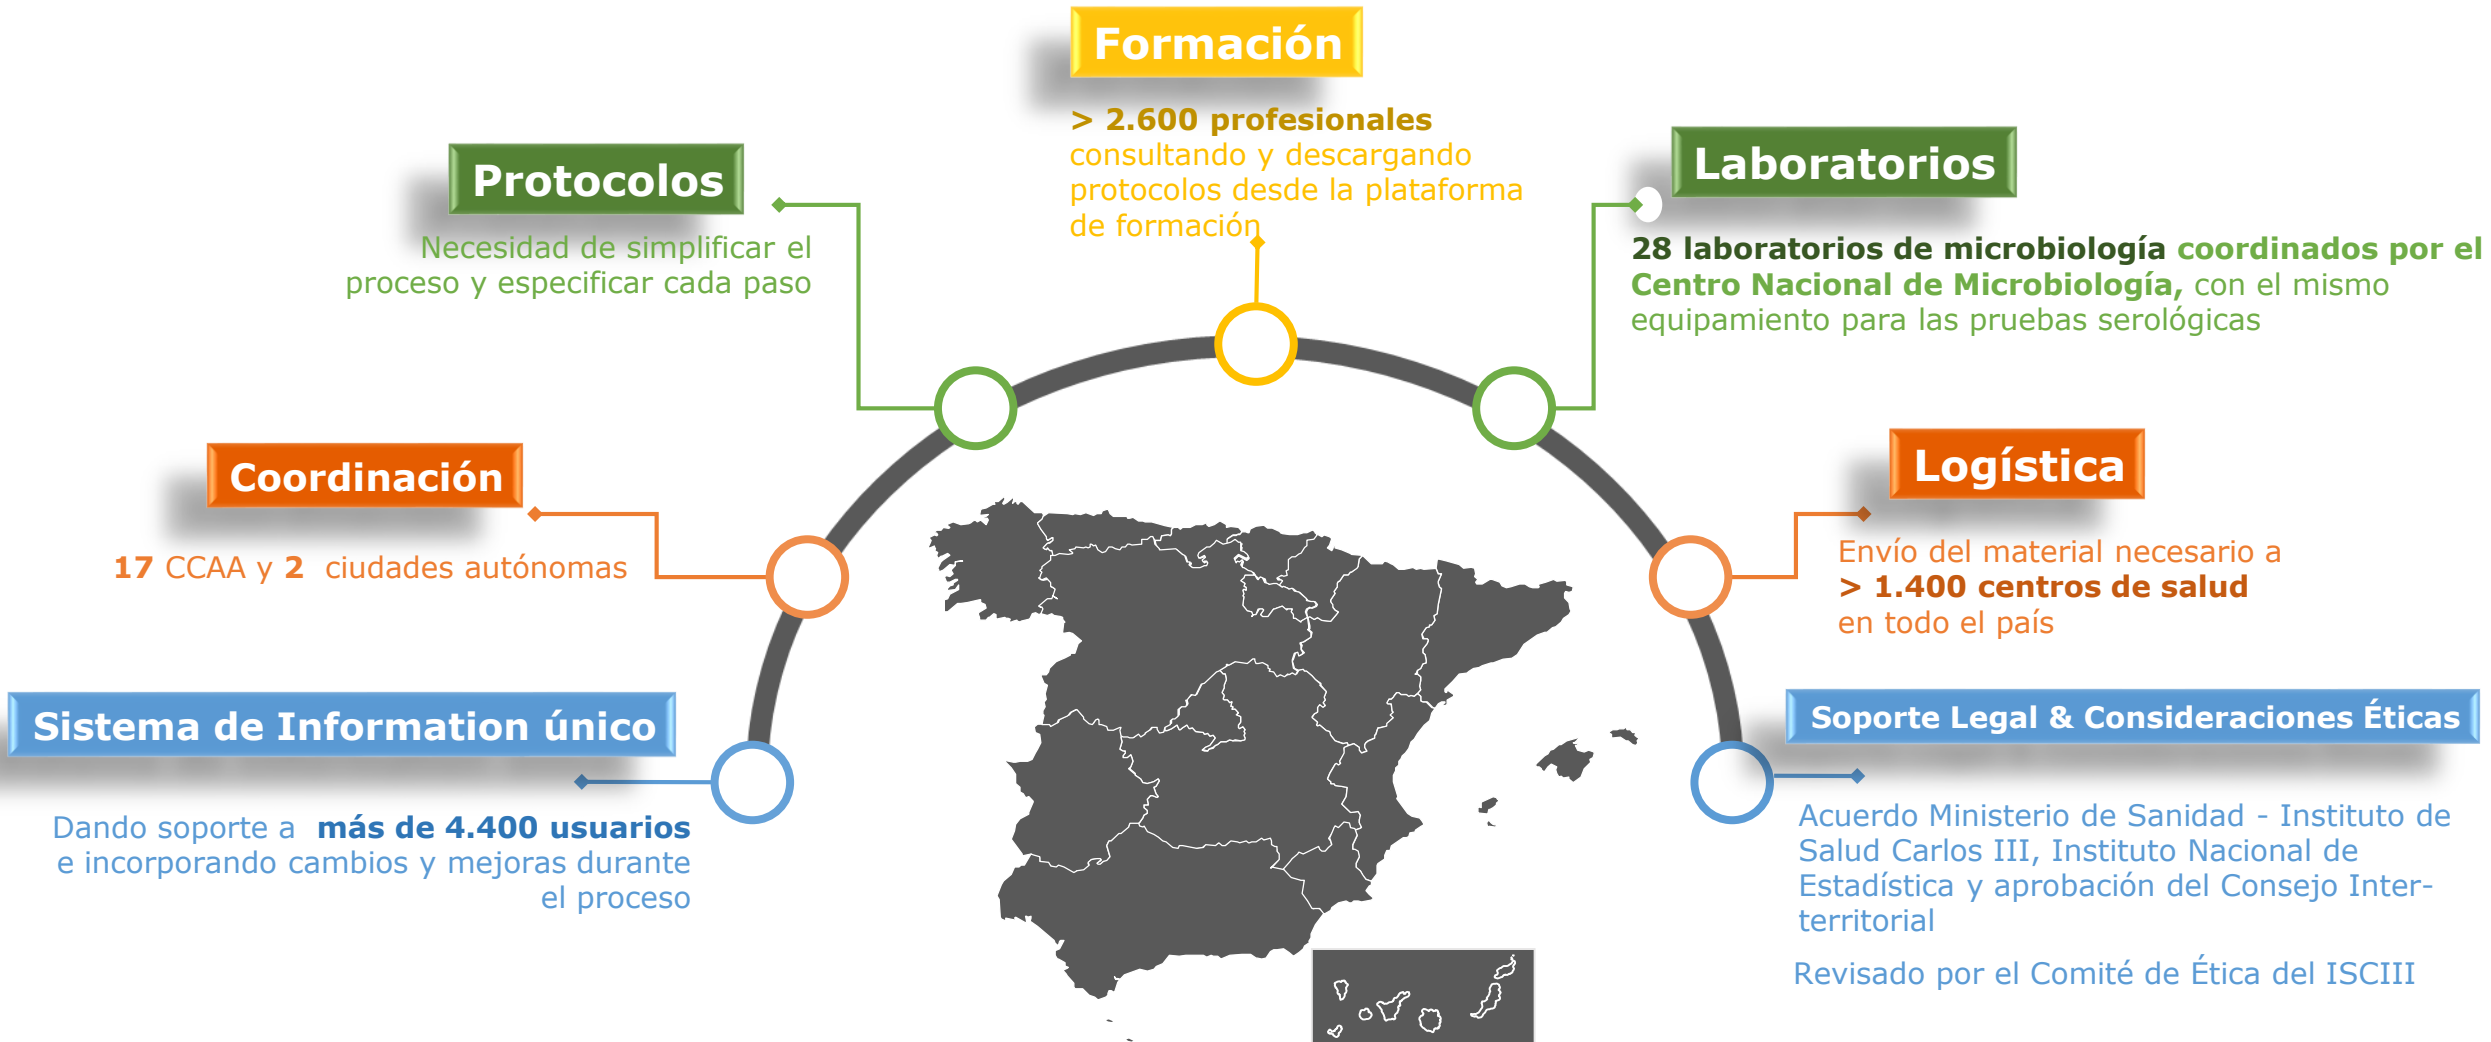 Formación
> 2.600 profesionales
consultando y descargando
protocolos desde la plataforma
de formación
Protocolos
Necesidad de simplificar el
proceso y especificar cada paso
Laboratorios
28 laboratorios de microbiología coordinados por el
Centro Nacional de Microbiología, con el mismo
equipamiento para las pruebas serológicas
Coordinación
17 CCAA y 2 ciudades autónomas
Logística
Envío del material necesario a
> 1.400 centros de salud
en todo el país
Sistema de Information único
Dando soporte a más de 4.400 usuarios
e incorporando cambios y mejoras durante
el proceso
Soporte Legal & Consideraciones Éticas
Acuerdo Ministerio de Sanidad - Instituto de
Salud Carlos III, Instituto Nacional de
Estadística y aprobación del Consejo Inter-
territorial
Revisado por el Comité de Ética del ISCIII